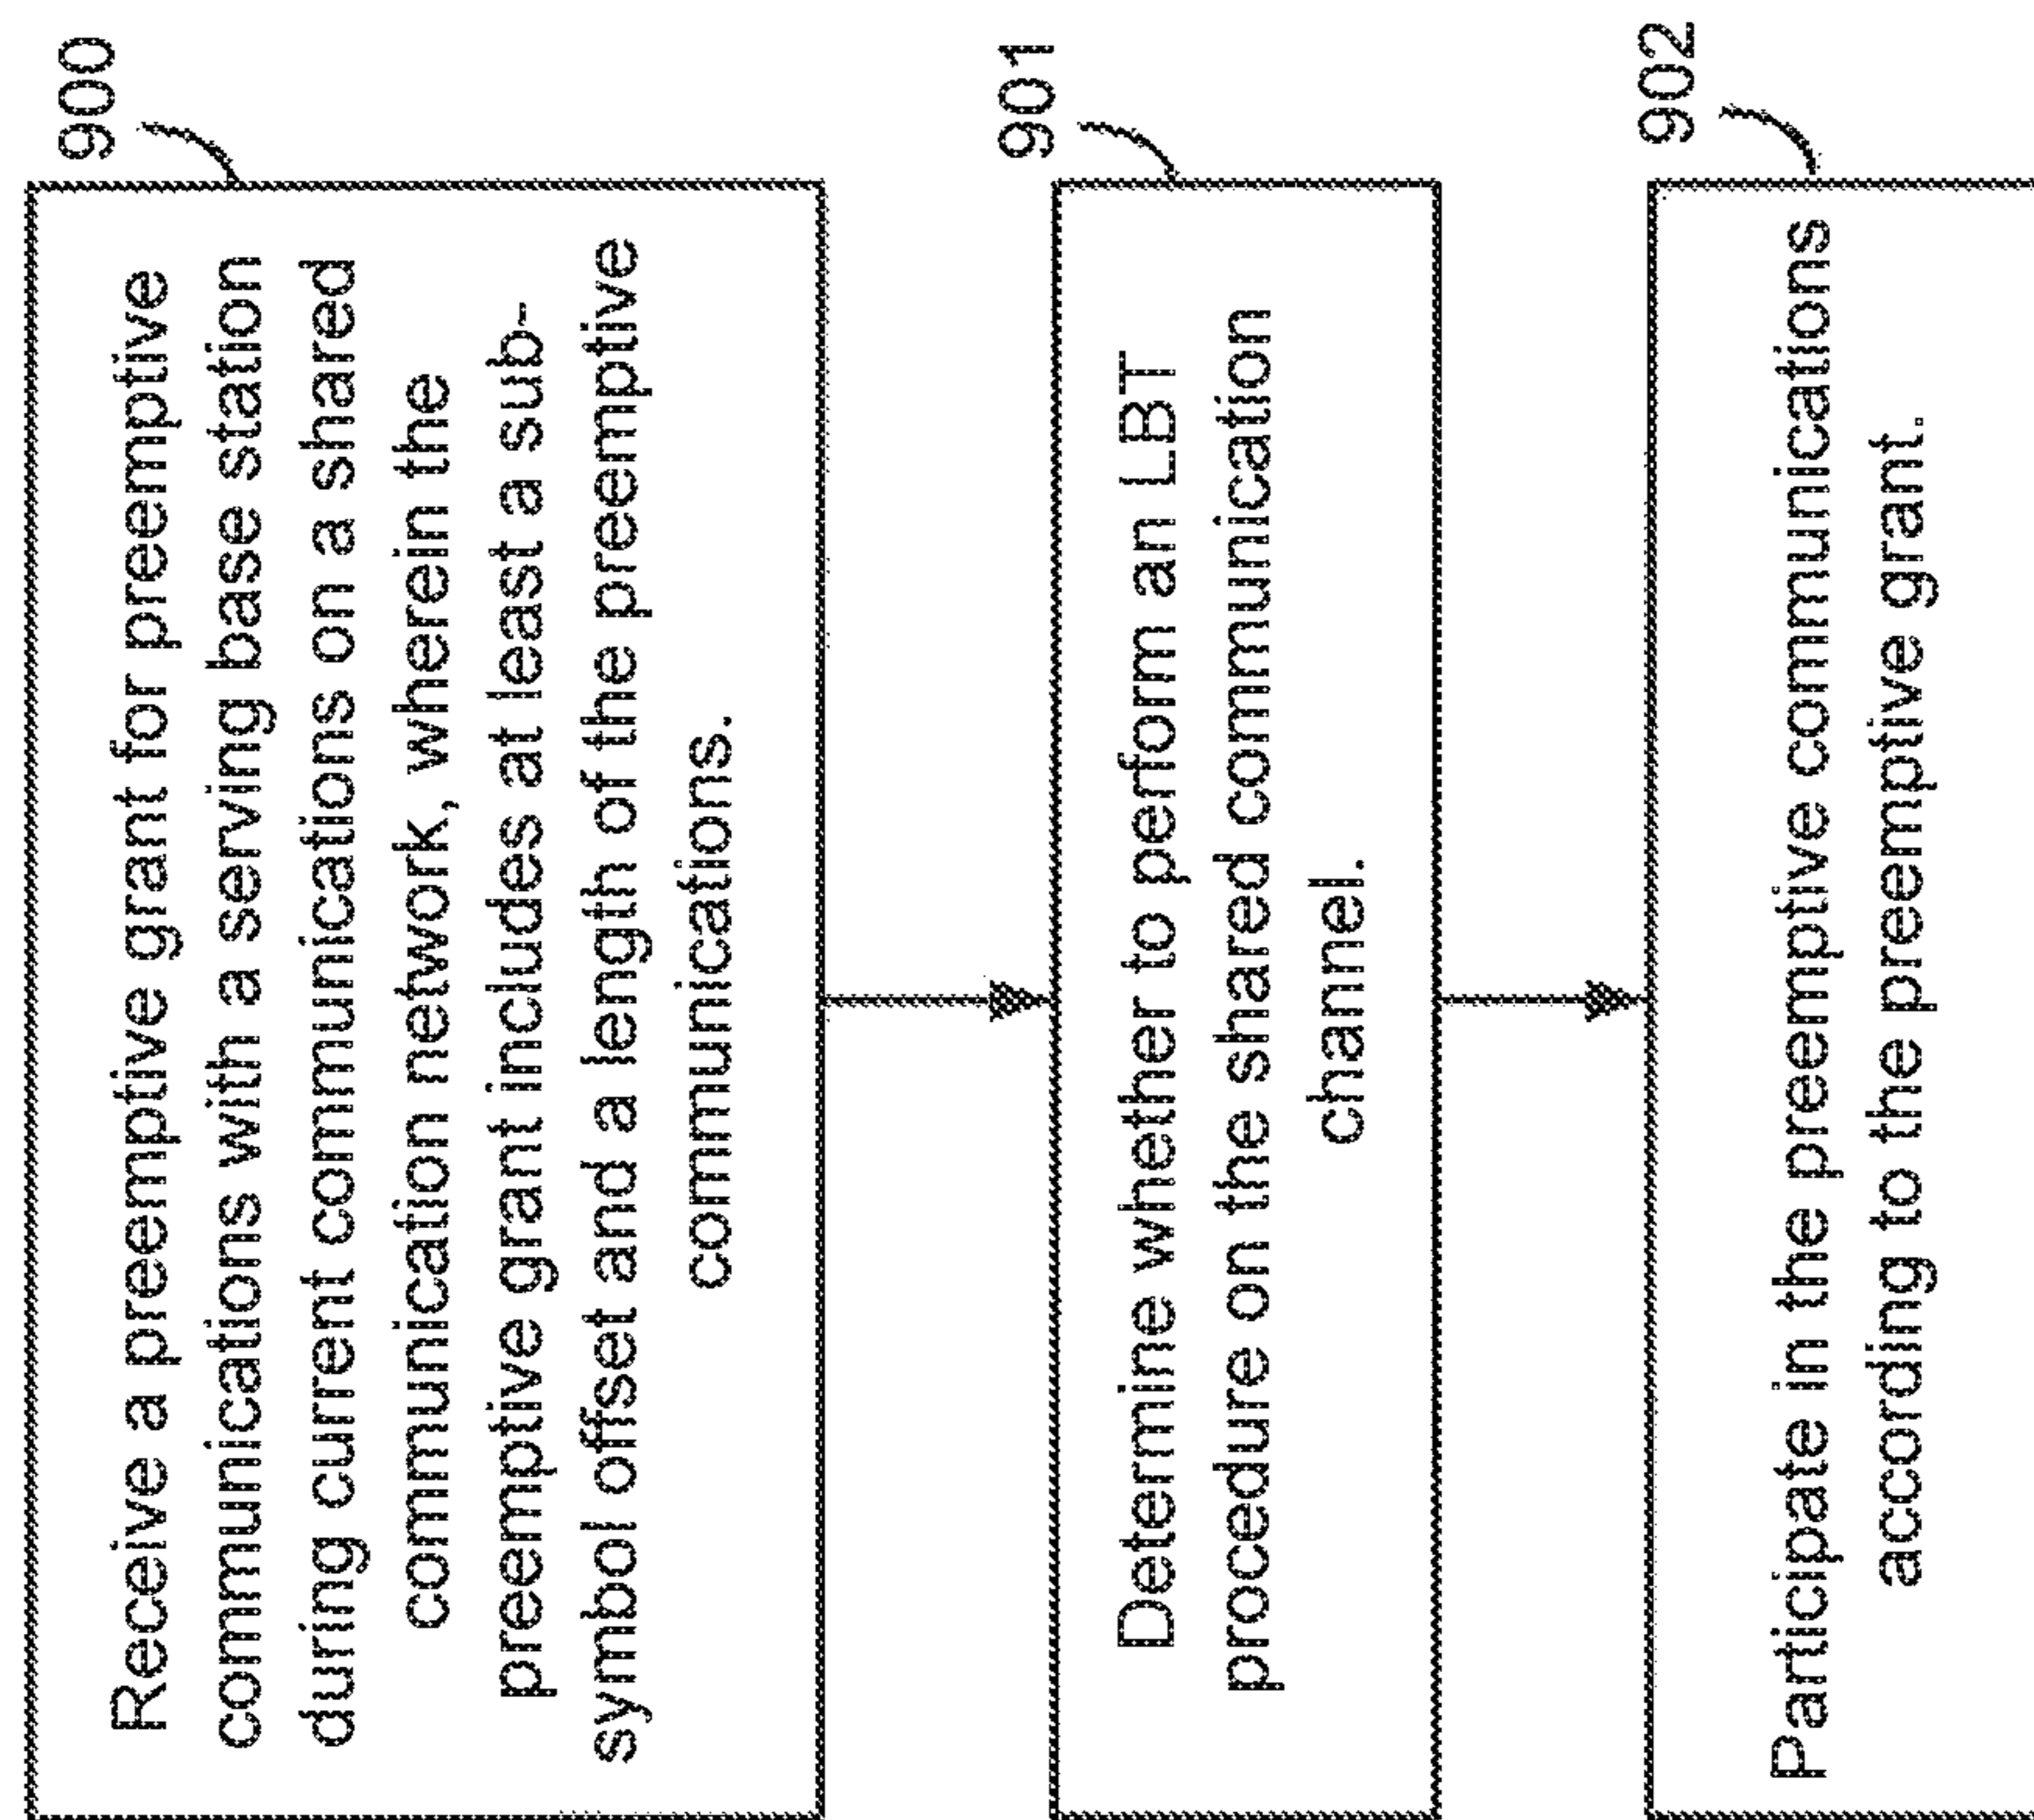 900
Receive a preemptive grant for preemptive
communications with a serving base station
during current communications on a shared
communication network, wherein the
preemptive grant includes at least a sub-
symbol offset and a length of the preemptive
communications.
901
Determine whether to perform an LBT
procedure on the shared communication
channel.
902
Participate in the preemptive communications
according to the preemptive grant.